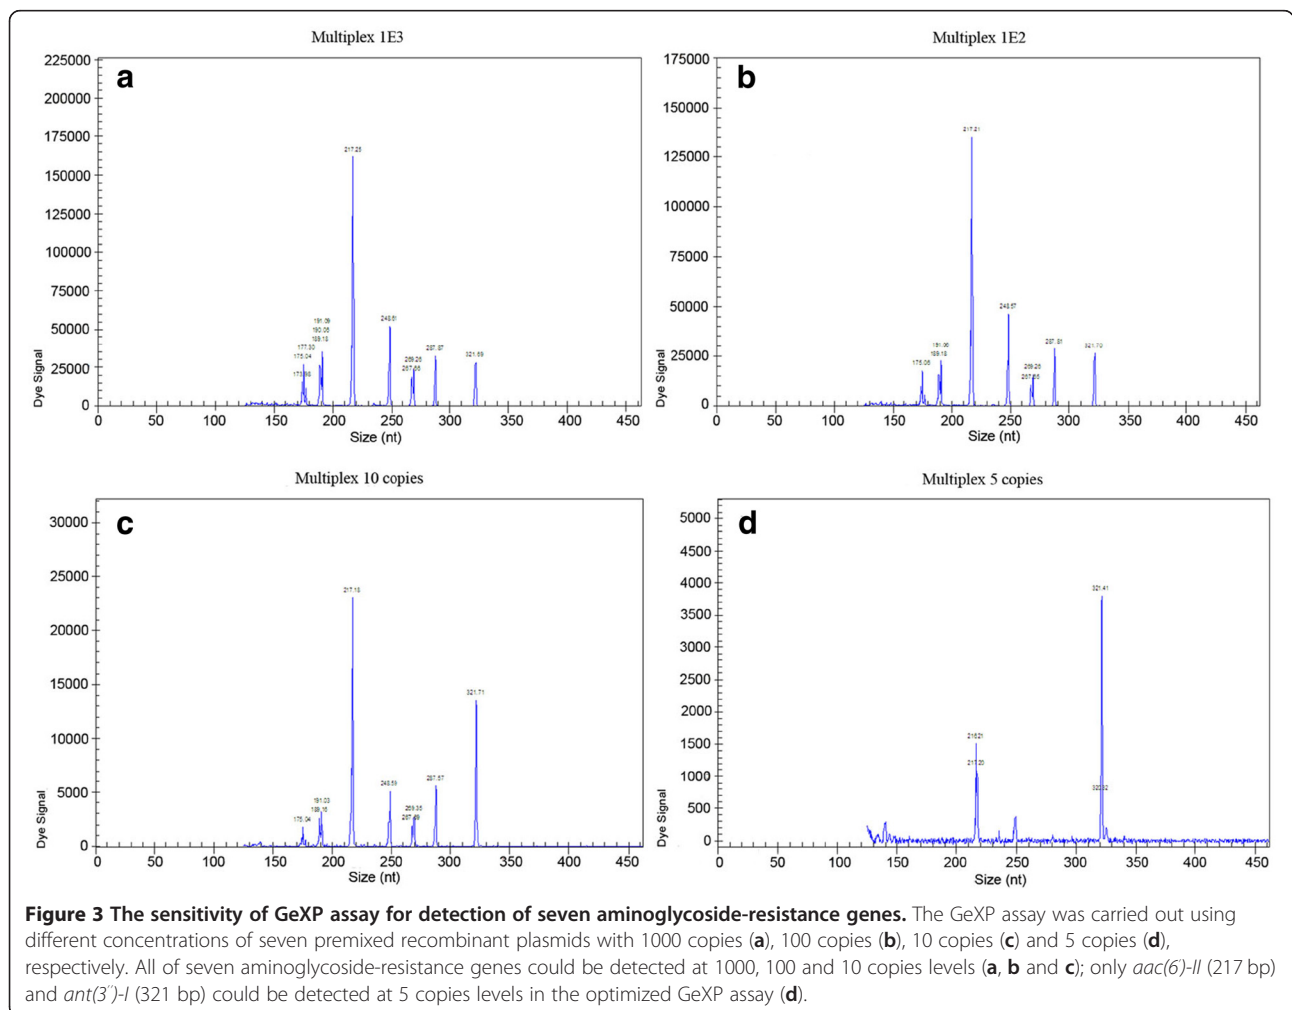 Multiplex 1E3
a
225000
200000
175000
150000
125000
100000
75000
50000
25000
0
Dye Signal
217.25
191.09
190.05
189.18
177.30
175.04
248.61
287.87
321.69
0 50 100 150 200 250 300 350 400 450
Size (nt)
Multiplex 1E2
b
175000
150000
125000
100000
75000
50000
25000
0
Dye Signal
217.21
248.57
191.06
189.18
175.05
269.26
287.81
321.70
0 50 100 150 200 250 300 350 400 450
Size (nt)
Multiplex 10 copies
c
30000
25000
20000
15000
10000
5000
0
Dye Signal
217.18
321.71
191.03
189.16
175.04
248.59
269.35
287.57
0 50 100 150 200 250 300 350 400 450
Size (nt)
Multiplex 5 copies
d
5000
4500
4000
3500
3000
2500
2000
1500
1000
500
0
Dye Signal
321.41
216.21
217.20
0 50 100 150 200 250 300 350 400 450
Size (nt)
Figure 3 The sensitivity of GeXP assay for detection of seven aminoglycoside-resistance genes. The GeXP assay was carried out using
different concentrations of seven premixed recombinant plasmids with 1000 copies (a), 100 copies (b), 10 copies (c) and 5 copies (d),
respectively. All of seven aminoglycoside-resistance genes could be detected at 1000, 100 and 10 copies levels (a, b and c); only aac(6′)-II (217 bp)
and ant(3′′)-I (321 bp) could be detected at 5 copies levels in the optimized GeXP assay (d).